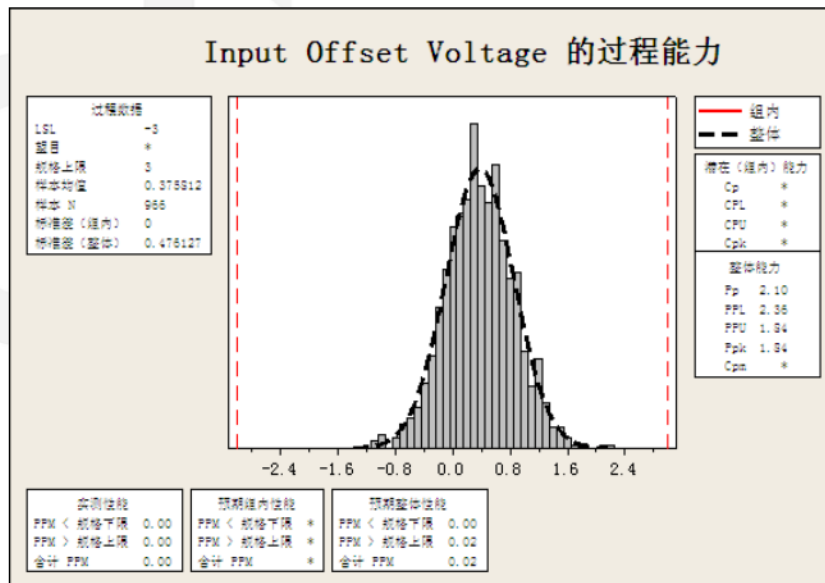 Input Offset Voltage 的过程能力
过程数据
LSL -3
望目 *
规格上限 3
样本均值 0.375912
样本 N 966
标准差（组内） 0
标准差（整体） 0.476127
组内
整体
潜在（组内）能力
Cp *
CPL *
CPU *
Cpk *
整体能力
Pp 2.10
PPL 2.36
PPU 1.84
Ppk 1.84
Cpm *
-2.4 -1.6 -0.8 0.0 0.8 1.6 2.4
实测性能
PPM < 规格下限 0.00
PPM > 规格上限 0.00
合计 PPM 0.00
预期组内性能
PPM < 规格下限 *
PPM > 规格上限 *
合计 PPM *
预期整体性能
PPM < 规格下限 0.00
PPM > 规格上限 0.02
合计 PPM 0.02